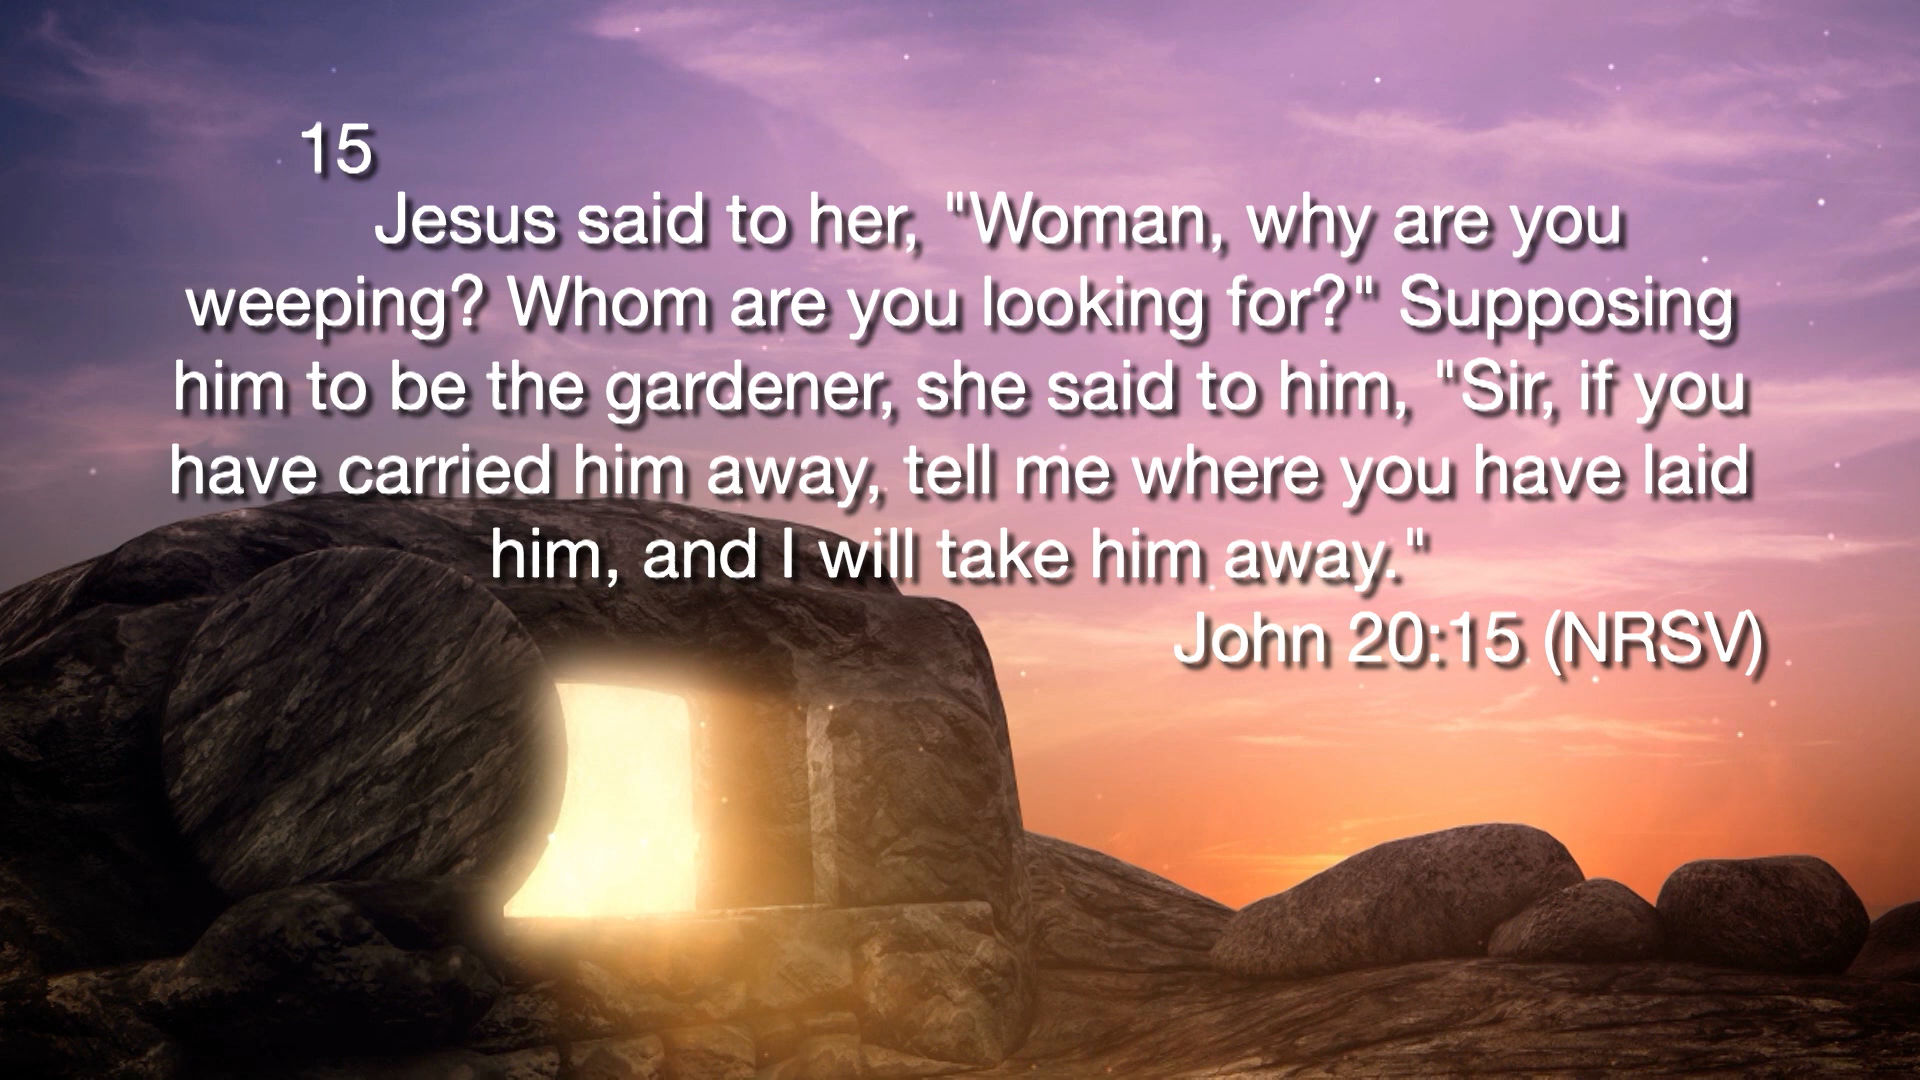 15
Jesus said to her, "Woman, why are you
weeping? Whom are you looking for?" Supposing
him to be the gardener, she said to him, "Sir, if you
have carried him away, tell me where you have laid
him, and I will take him away."
John 20:15 (NRSV)